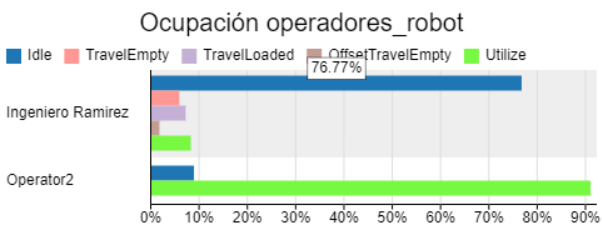 Ocupación operadores_robot
Idle TravelEmpty TravelLoaded OffsetTravelEmpty Utilize
76.77%
Ingeniero Ramirez
Operator2
0% 10% 20% 30% 40% 50% 60% 70% 80% 90%